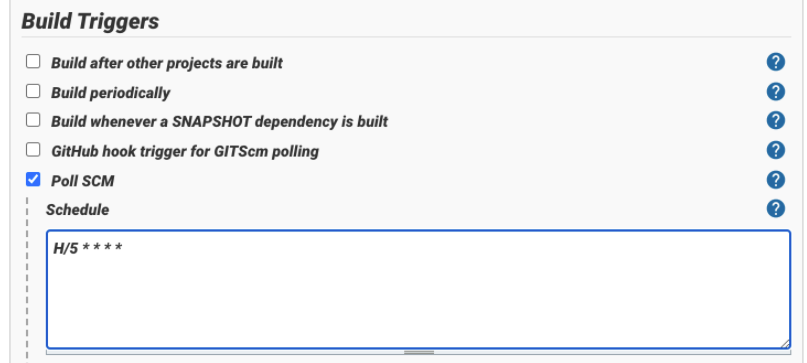 Build Triggers
Build after other projects are built
?
Build periodically
?
Build whenever a SNAPSHOT dependency is built
?
GitHub hook trigger for GITScm polling
?
Poll SCM
?
Schedule
?
H/5 * * * *